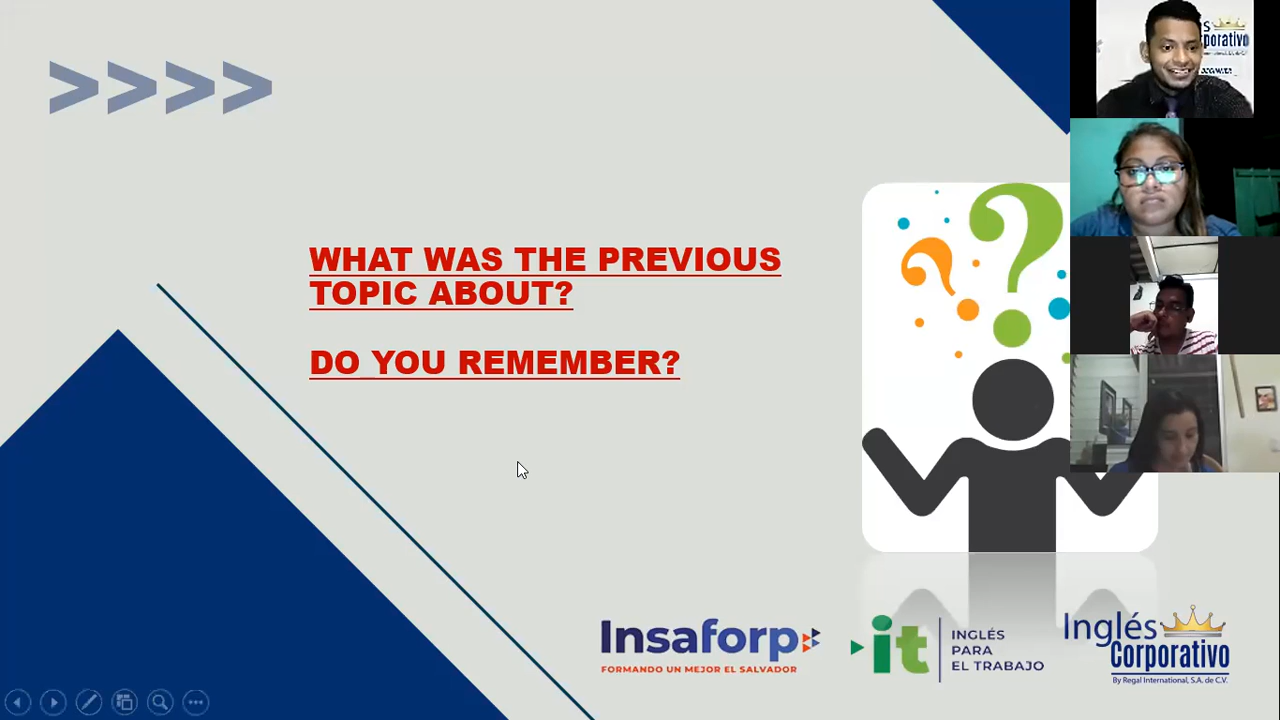 >>>>
WHAT WAS THE PREVIOUS
TOPIC ABOUT?
DO YOU REMEMBER?
Insaforp
FORMANDO UN MEJOR EL SALVADOR
it
INGLÉS
PARA
EL TRABAJO
Inglés
Corporativo
By Regal International, S.A. de C.V.